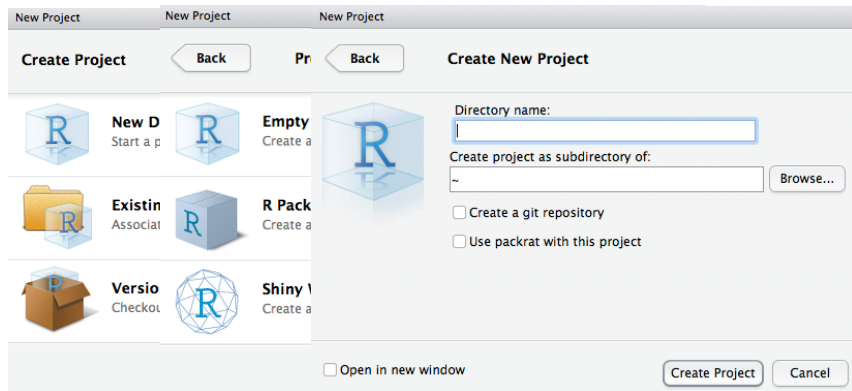 New Project
Create Project
New D
Start a p
Existin
Associat
Versio
Checkou
New Project
Back
Pr
Empty
Create a
R Pack
Create a
Shiny W
Create a
New Project
Back
Create New Project
Directory name:
Create project as subdirectory of:
~
Browse...
Create a git repository
Use packrat with this project
Open in new window
Create Project
Cancel